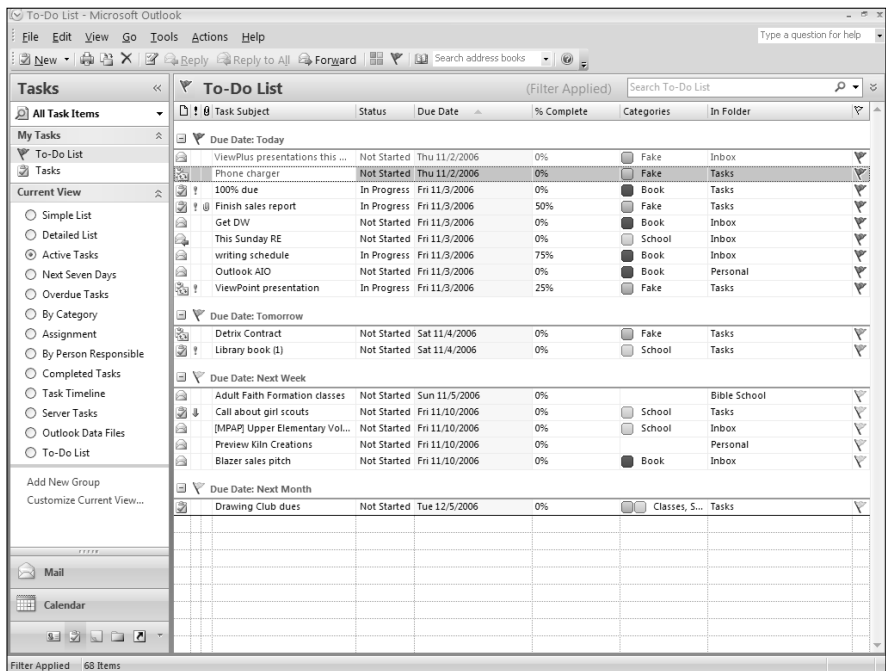 To-Do List - Microsoft Outlook
File Edit View Go Tools Actions Help
Type a question for help
New Reply Reply to All Forward Search address books
Tasks
All Task Items
My Tasks
To-Do List
Tasks
Current View
Simple List
Detailed List
Active Tasks
Next Seven Days
Overdue Tasks
By Category
Assignment
By Person Responsible
Completed Tasks
Task Timeline
Server Tasks
Outlook Data Files
To-Do List
Add New Group
Customize Current View...
Mail
Calendar
To-Do List (Filter Applied) Search To-Do List
Task Subject Status Due Date % Complete Categories In Folder
Due Date: Today
ViewPlus presentations this ... Not Started Thu 11/2/2006 0% Fake Inbox
Phone charger Not Started Thu 11/2/2006 0% Fake Tasks
100% due In Progress Fri 11/3/2006 0% Book Tasks
Finish sales report In Progress Fri 11/3/2006 50% Fake Tasks
Get DW Not Started Fri 11/3/2006 0% Book Inbox
This Sunday RE Not Started Fri 11/3/2006 0% School Inbox
writing schedule In Progress Fri 11/3/2006 75% Book Inbox
Outlook AIO Not Started Fri 11/3/2006 0% Book Personal
ViewPoint presentation In Progress Fri 11/3/2006 25% Fake Tasks
Due Date: Tomorrow
Detrix Contract Not Started Sat 11/4/2006 0% Fake Tasks
Library book (1) Not Started Sat 11/4/2006 0% School Tasks
Due Date: Next Week
Adult Faith Formation classes Not Started Sun 11/5/2006 0% Bible School
Call about girl scouts Not Started Fri 11/10/2006 0% School Tasks
[MPAP] Upper Elementary Vol... Not Started Fri 11/10/2006 0% School Inbox
Preview Kiln Creations Not Started Fri 11/10/2006 0% Personal
Blazer sales pitch Not Started Fri 11/10/2006 0% Book Inbox
Due Date: Next Month
Drawing Club dues Not Started Tue 12/5/2006 0% Classes, S... Tasks
Filter Applied 68 Items